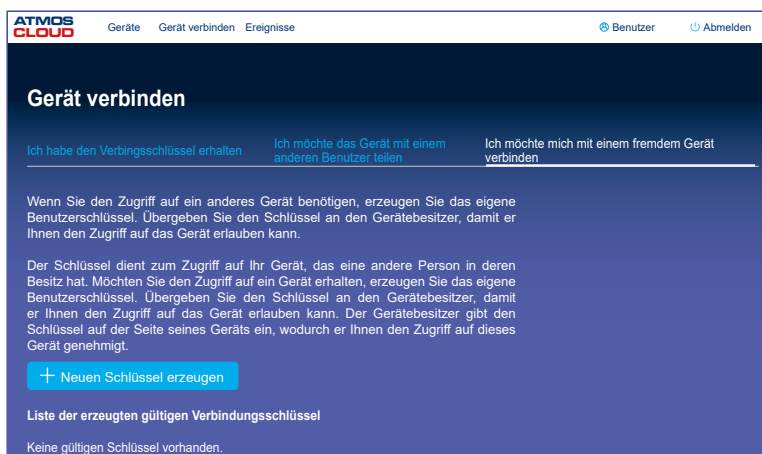 ATMOS
CLOUD
Geräte
Gerät verbinden
Ereignisse
Benutzer
Abmelden
Gerät verbinden
Ich habe den Verbingsschlüssel erhalten
Ich möchte das Gerät mit einem
anderen Benutzer teilen
Ich möchte mich mit einem fremdem Gerät
verbinden
Wenn Sie den Zugriff auf ein anderes Gerät benötigen, erzeugen Sie das eigene
Benutzerschlüssel. Übergeben Sie den Schlüssel an den Gerätebesitzer, damit er
Ihnen den Zugriff auf das Gerät erlauben kann.
Der Schlüssel dient zum Zugriff auf Ihr Gerät, das eine andere Person in deren
Besitz hat. Möchten Sie den Zugriff auf ein Gerät erhalten, erzeugen Sie das eigene
Benutzerschlüssel. Übergeben Sie den Schlüssel an den Gerätebesitzer, damit
er Ihnen den Zugriff auf das Gerät erlauben kann. Der Gerätebesitzer gibt den
Schlüssel auf der Seite seines Geräts ein, wodurch er Ihnen den Zugriff auf dieses
Gerät genehmigt.
+ Neuen Schlüssel erzeugen
Liste der erzeugten gültigen Verbindungsschlüssel
Keine gültigen Schlüssel vorhanden.